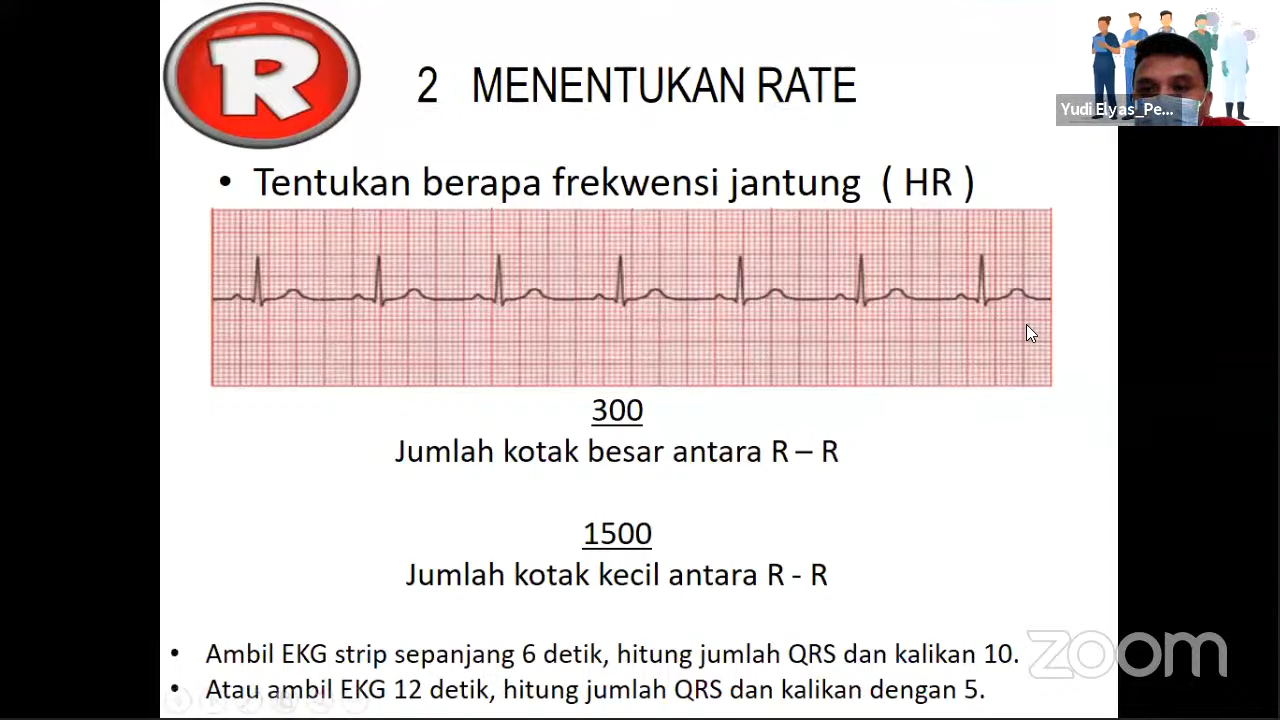 R
2 MENENTUKAN RATE
Yudi Elyas_Pe...
• Tentukan berapa frekwensi jantung ( HR )
300
Jumlah kotak besar antara R – R
1500
Jumlah kotak kecil antara R - R
• Ambil EKG strip sepanjang 6 detik, hitung jumlah QRS dan kalikan 10.
• Atau ambil EKG 12 detik, hitung jumlah QRS dan kalikan dengan 5.
zoom